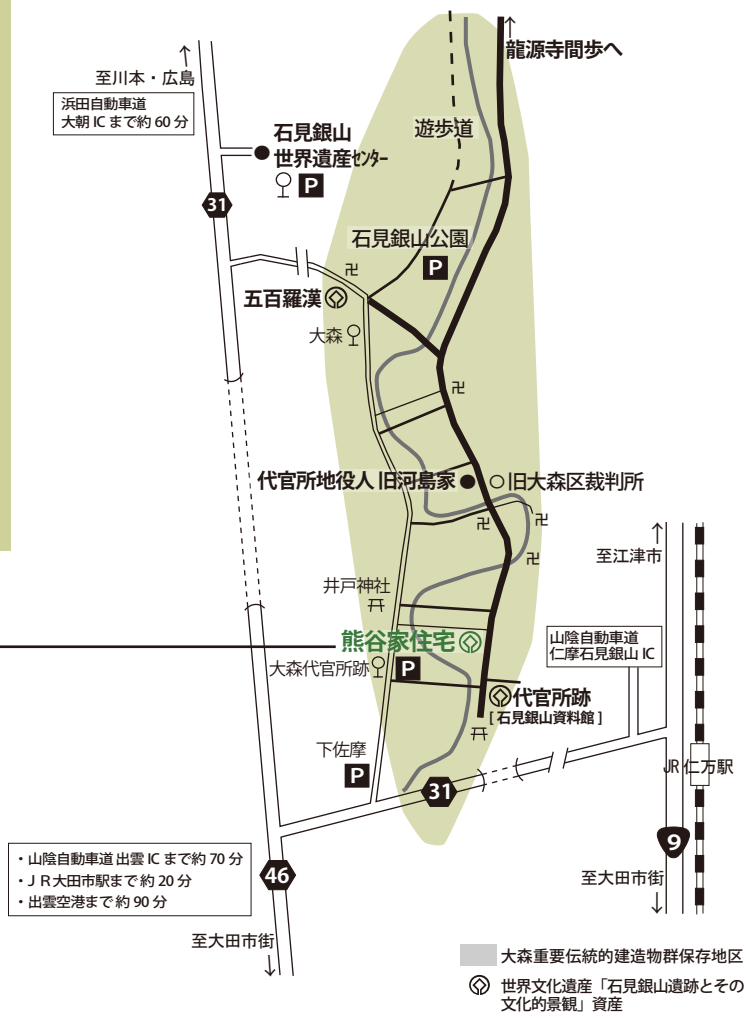 龍源寺間歩へ
至川本・広島
浜田自動車道
大朝 IC まで約 60 分
石見銀山
世界遺産センター
P
遊歩道
31
石見銀山公園
P
卍
五百羅漢
大森
卍
代官所地役人 旧河島家
旧大森区裁判所
卍
卍
卍
至江津市
井戸神社
山陰自動車道
仁摩石見銀山 IC
熊谷家住宅
大森代官所跡
P
代官所跡
[ 石見銀山資料館 ]
下佐摩
P
31
JR 仁万駅
9
・山陰自動車道 出雲 IC まで約 70 分
・ＪＲ大田市駅まで 約 20 分
・出雲空港まで 約 90 分
46
至大田市街
至大田市街
大森重要伝統的建造物群保存地区
世界文化遺産「石見銀山遺跡とその
文化的景観」資産